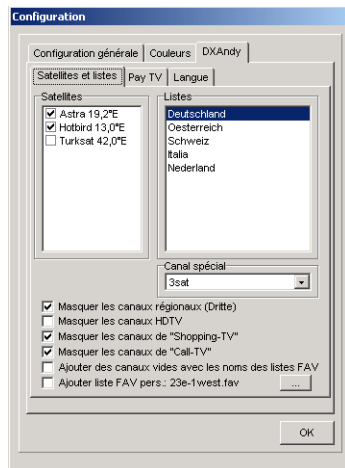 Configuration
Configuration générale
Couleurs
DXAndy
Satellites et listes
Pay TV
Langue
Satellites
Astra 19,2°E
Hotbird 13,0°E
Turksat 42,0°E
Listes
Deutschland
Oesterreich
Schweiz
Italia
Nederland
Canal spécial
3sat
Masquer les canaux régionaux (Dritte)
Masquer les canaux HDTV
Masquer les canaux de "Shopping-TV"
Masquer les canaux de "Call-TV"
Ajouter des canaux vides avec les noms des listes FAV
Ajouter liste FAV pers.: 23e-1west.fav
...
OK